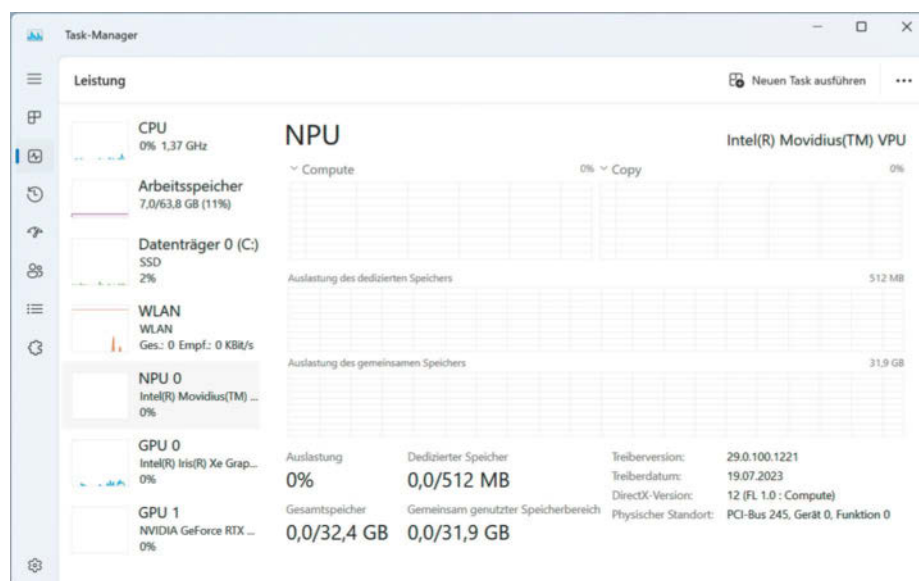 Task-Manager
Leistung
Neuen Task ausführen
CPU
0% 1,37 GHz
Arbeitsspeicher
7,0/63,8 GB (11%)
Datenträger 0 (C:)
SSD
2%
WLAN
WLAN
Ges.: 0 Empf.: 0 KBit/s
NPU 0
Intel(R) Movidius(TM) ...
0%
GPU 0
Intel(R) Iris(R) Xe Grap...
0%
GPU 1
NVIDIA GeForce RTX ...
0%
NPU
Intel(R) Movidius(TM) VPU
Compute 0%
Copy 0%
Auslastung des dedizierten Speichers 512 MB
Auslastung des gemeinsamen Speichers 31,9 GB
Auslastung
0%
Dedizierter Speicher
0,0/512 MB
Gesamtspeicher
0,0/32,4 GB
Gemeinsam genutzter Speicherbereich
0,0/31,9 GB
Treiberversion: 29.0.100.1221
Treiberdatum: 19.07.2023
DirectX-Version: 12 (FL 1.0 : Compute)
Physischer Standort: PCI-Bus 245, Gerät 0, Funktion 0